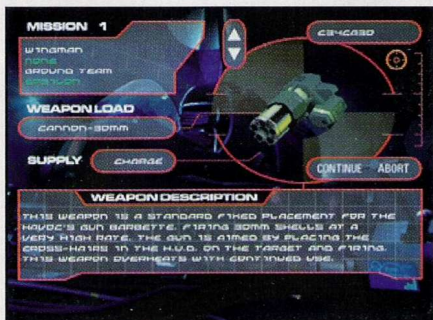 MISSION 1
WINGMAN
NONE
GROUND TEAM
WEAPON LOAD
CANNON-30MM
SUPPLY CHARGE
CONTINUE - ABORT
WEAPON DESCRIPTION
THIS WEAPON IS A STANDARD FIXED PLACEMENT FOR THE
HAVOC'S GUN BARBETTE. FIRING 30MM SHELLS AT A
VERY HIGH RATE. THE GUN IS AIMED BY PLACING THE
CROSS-HAIRS IN THE H.U.D. ON THE TARGET AND FIRING.
THIS WEAPON OVERHEATS WITH CONTINUED USE.